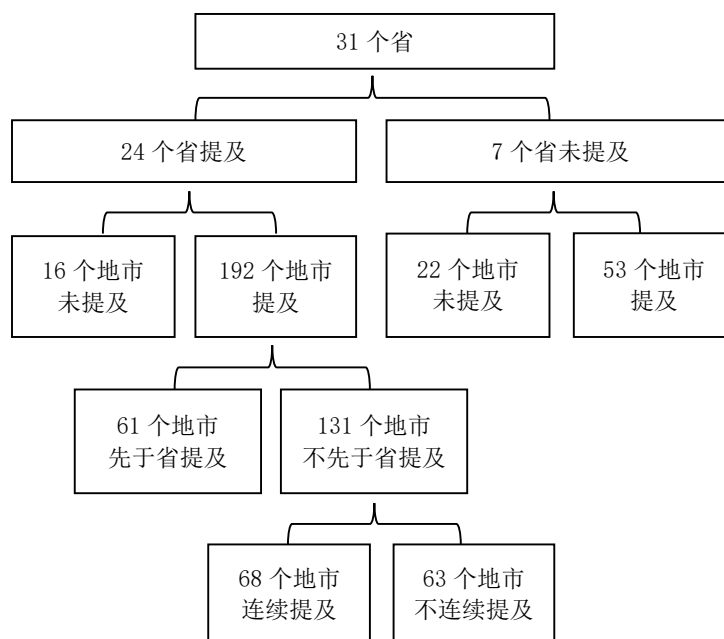 31 个省
24 个省提及
7 个省未提及
16 个地市
未提及
192 个地市
提及
22 个地市
未提及
53 个地市
提及
61 个地市
先于省提及
131 个地市
不先于省提及
68 个地市
连续提及
63 个地市
不连续提及